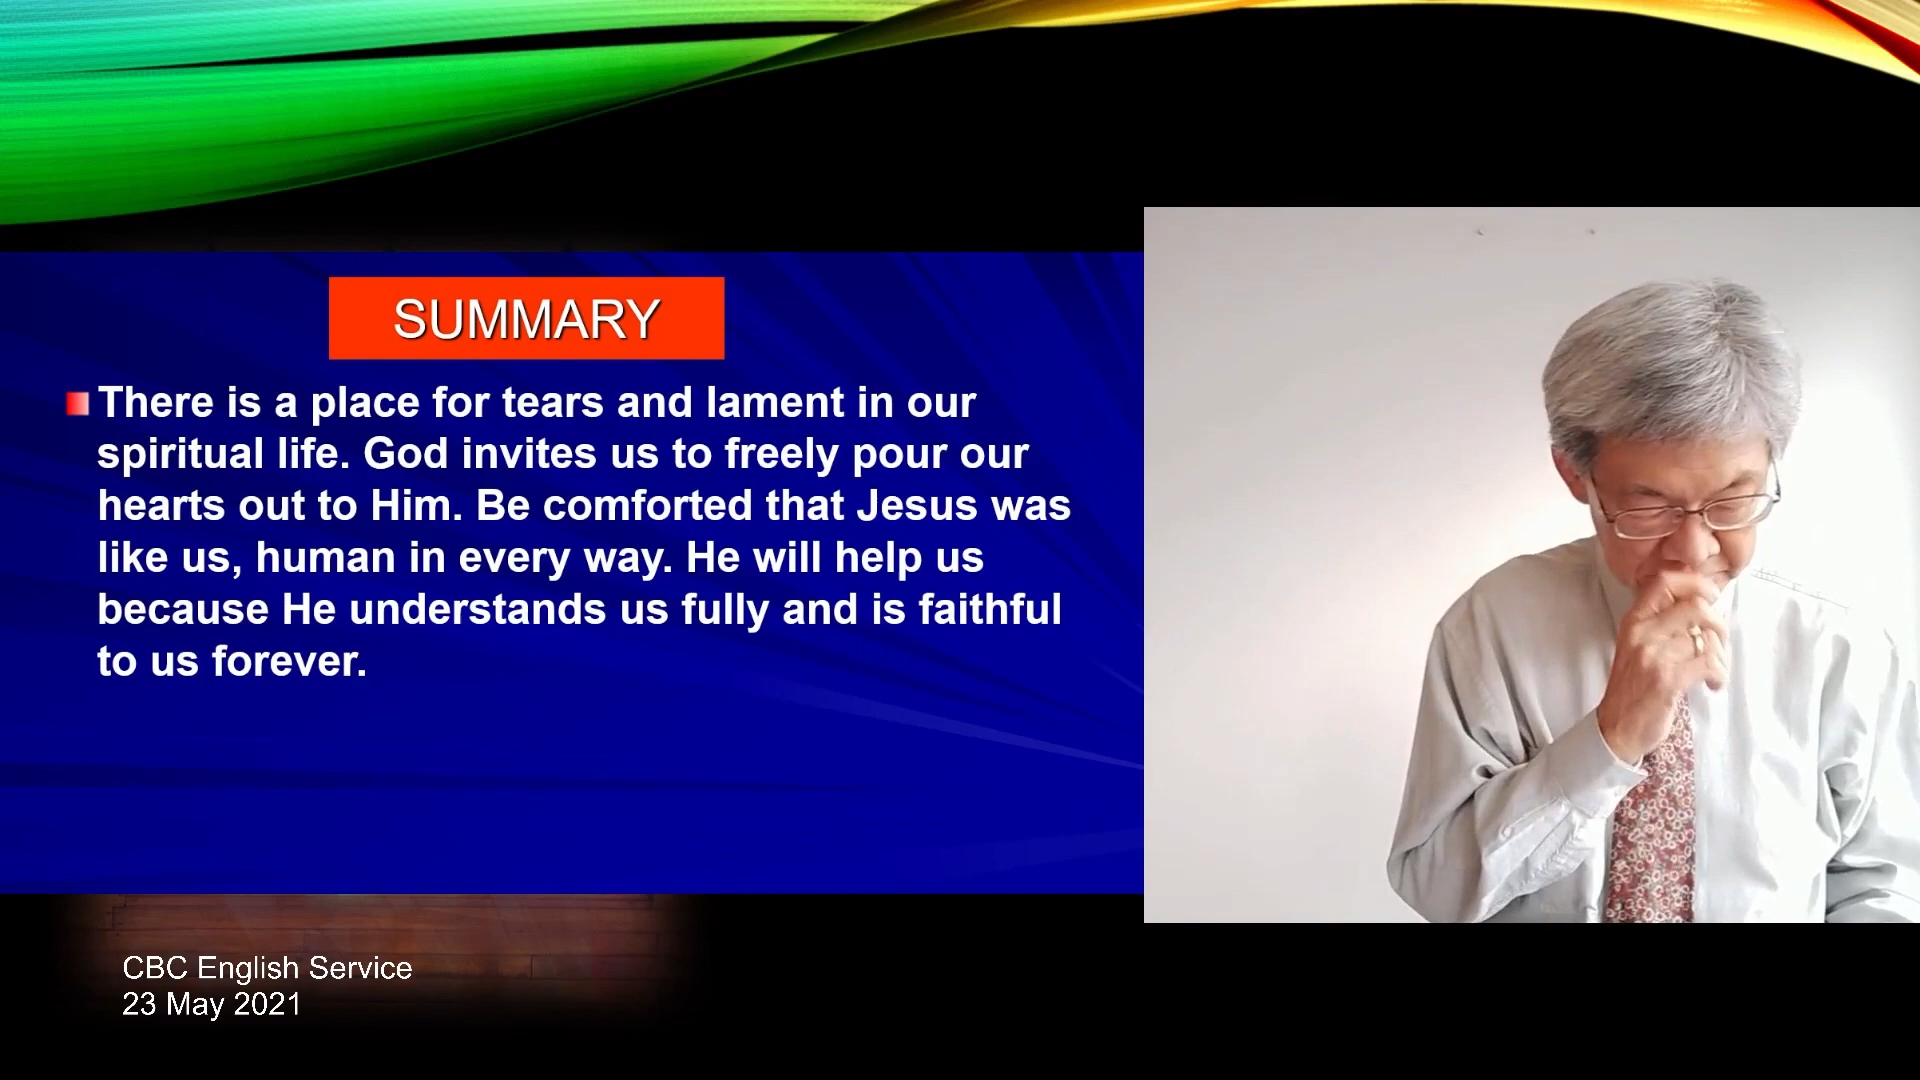 SUMMARY
There is a place for tears and lament in our
spiritual life. God invites us to freely pour our
hearts out to Him. Be comforted that Jesus was
like us, human in every way. He will help us
because He understands us fully and is faithful
to us forever.
CBC English Service
23 May 2021